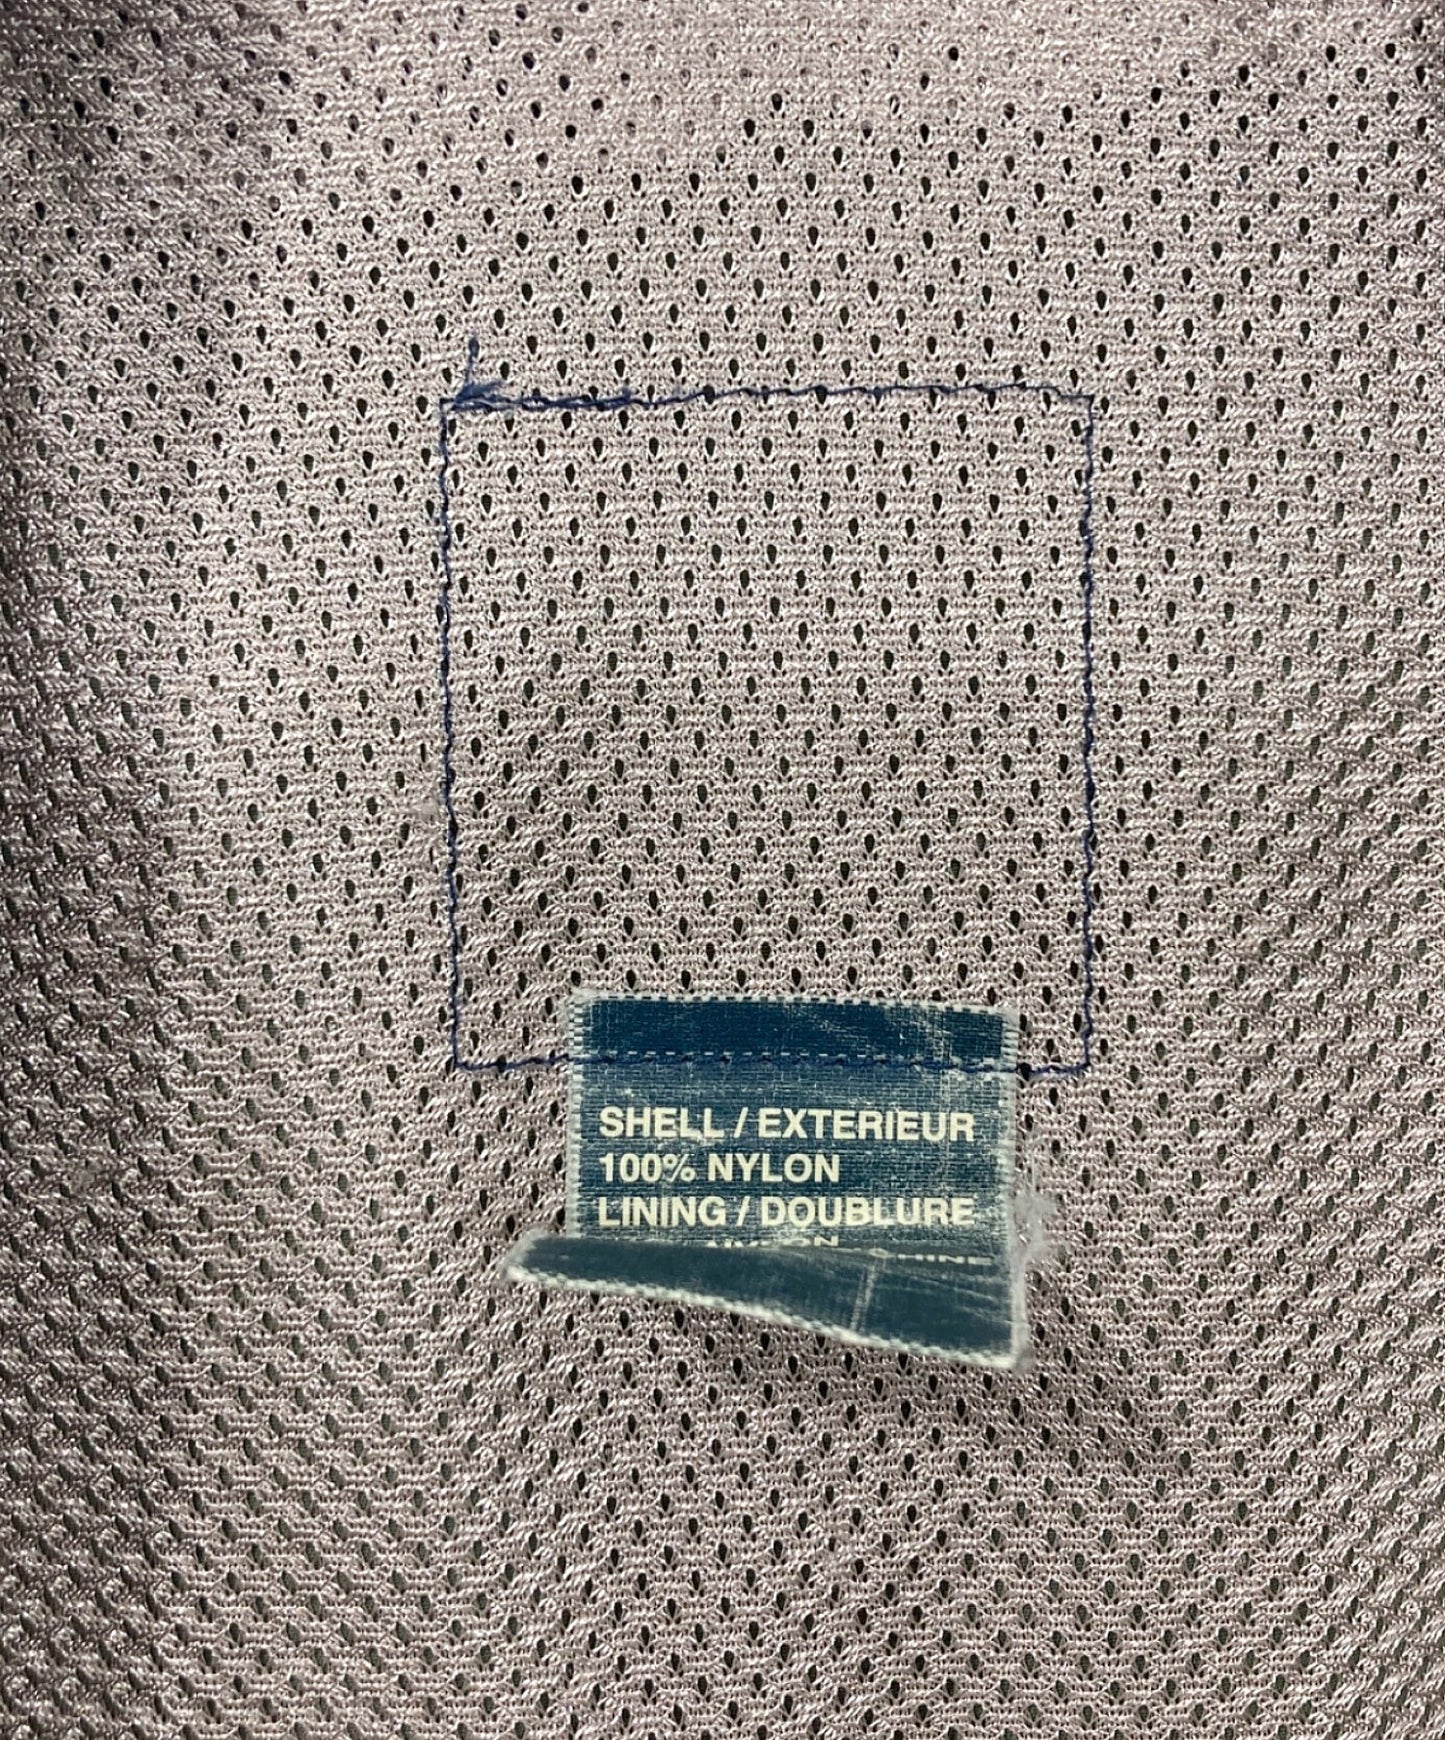 SHELL / EXTERIEUR
100% NYLON
LINING / DOUBLURE